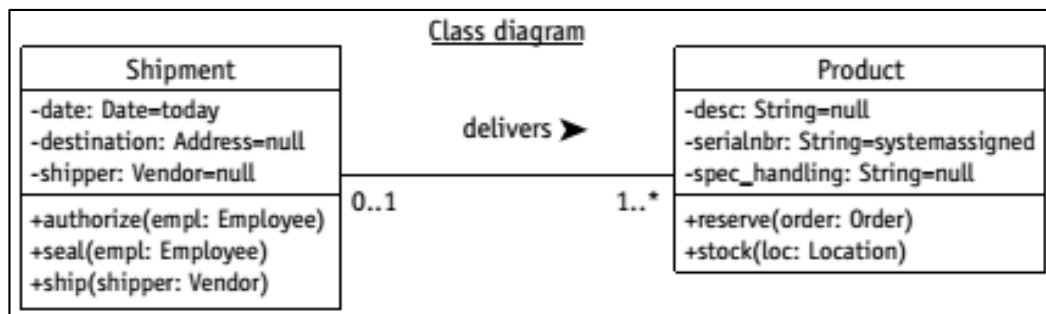 Class diagram
Shipment
-date: Date=today
-destination: Address=null
-shipper: Vendor=null
+authorize(empl: Employee)
+seal(empl: Employee)
+ship(shipper: Vendor)
delivers
0..1
1..*
Product
-desc: String=null
-serialnbr: String=systemassigned
-spec_handling: String=null
+reserve(order: Order)
+stock(loc: Location)